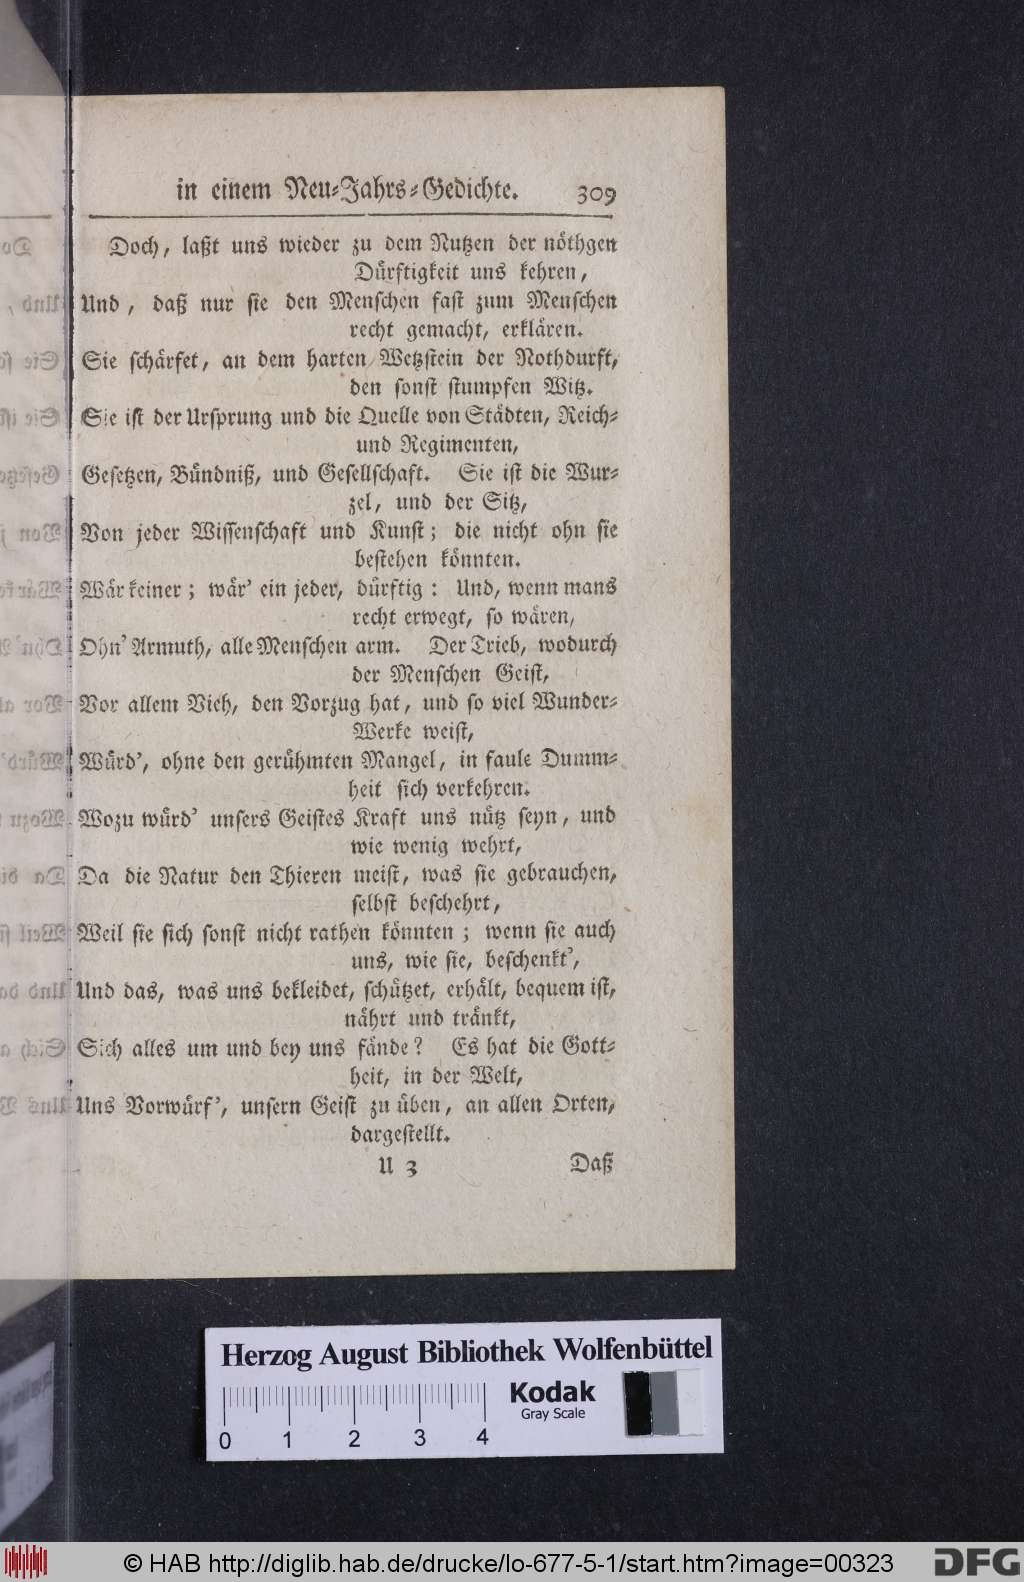 in einem Neu-Jahrs-Gedichte. 309
Doch, laßt uns wieder zu dem Nutzen der nöthgen
Dürftigkeit uns kehren,
Und, daß nur sie den Menschen fast zum Menschen
recht gemacht, erklären.
Sie schärfet, an dem harten Wetzstein der Nothdurft,
den sonst stumpfen Witz.
Sie ist der Ursprung und die Quelle von Städten, Reich-
und Regimenten,
Gesetzen, Bündniß, und Gesellschaft. Sie ist die Wur-
zel, und der Sitz,
Von jeder Wissenschaft und Kunst; die nicht ohn sie
bestehen könnten.
Wär keiner; wär' ein jeder, dürftig: Und, wenn mans
recht erwegt, so wären,
Ohn' Armuth, alle Menschen arm. Der Trieb, wodurch
der Menschen Geist,
Vor allem Vieh, den Vorzug hat, und so viel Wunder-
Werke weist,
Würd', ohne den gerühmten Mangel, in faule Dumm-
heit sich verkehren.
Wozu würd' unsers Geistes Kraft uns nütz seyn, und
wie wenig wehrt,
Da die Natur den Thieren meist, was sie gebrauchen,
selbst beschehrt,
Weil sie sich sonst nicht rathen könnten; wenn sie auch
uns, wie sie, beschenkt',
Und das, was uns bekleidet, schützet, erhält, bequem ist,
nährt und tränkt,
Sich alles um und bey uns fände? Es hat die Gott-
heit, in der Welt,
Uns Vorwürf', unsern Geist zu üben, an allen Orten,
dargestellt.
U 3 Daß
Herzog August Bibliothek Wolfenbüttel
Kodak
Gray Scale
0 1 2 3 4
© HAB http://diglib.hab.de/drucke/lo-677-5-1/start.htm?image=00323
DFG